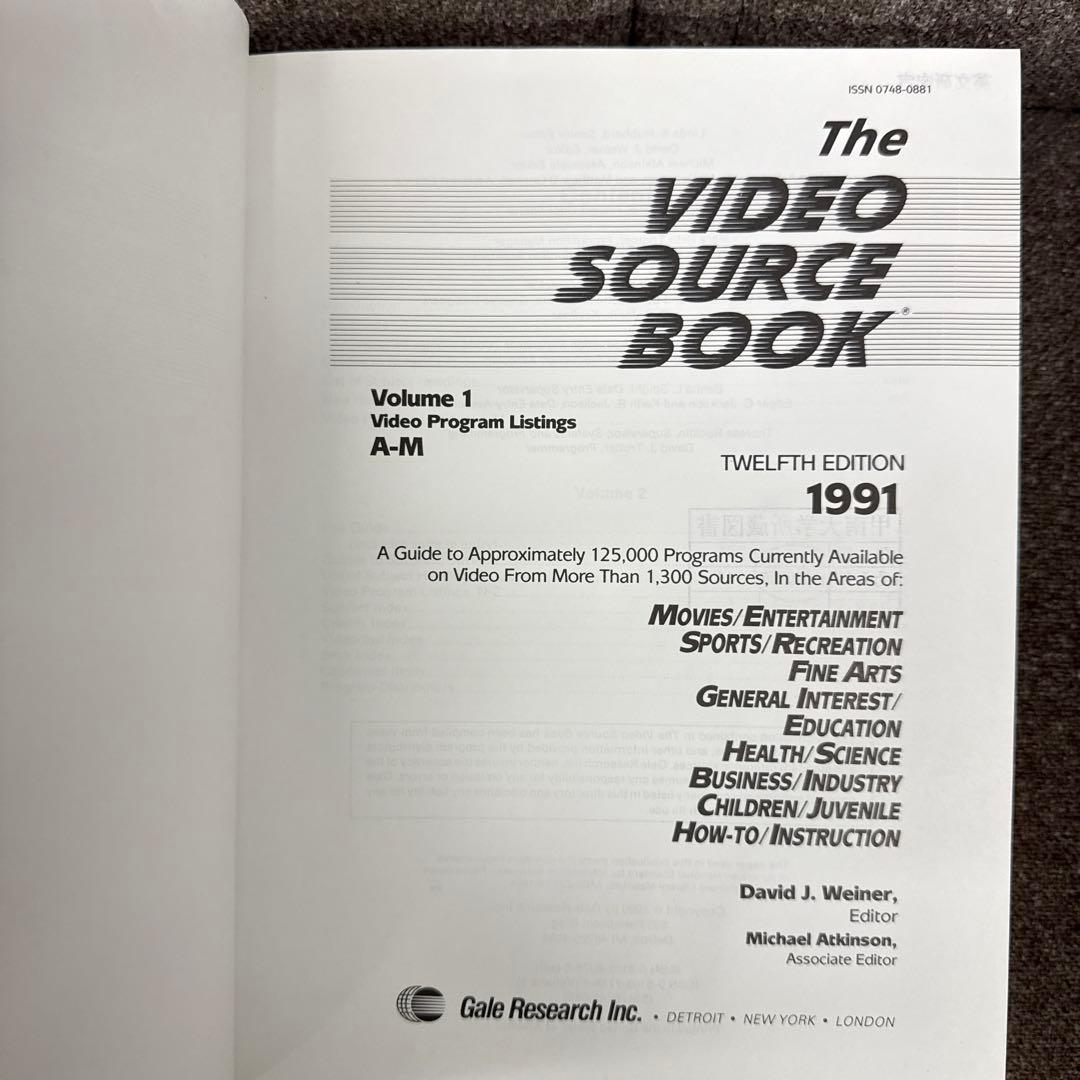 ISSN 0748-0881
The
VIDEO
SOURCE
BOOK®
Volume 1
Video Program Listings
A-M
TWELFTH EDITION
1991
A Guide to Approximately 125,000 Programs Currently Available
on Video From More Than 1,300 Sources, In the Areas of:
MOVIES/ENTERTAINMENT
SPORTS/RECREATION
FINE ARTS
GENERAL INTEREST/
EDUCATION
HEALTH/SCIENCE
BUSINESS/INDUSTRY
CHILDREN/JUVENILE
HOW-TO/INSTRUCTION
David J. Weiner,
Editor
Michael Atkinson,
Associate Editor
Gale Research Inc. • DETROIT • NEW YORK • LONDON